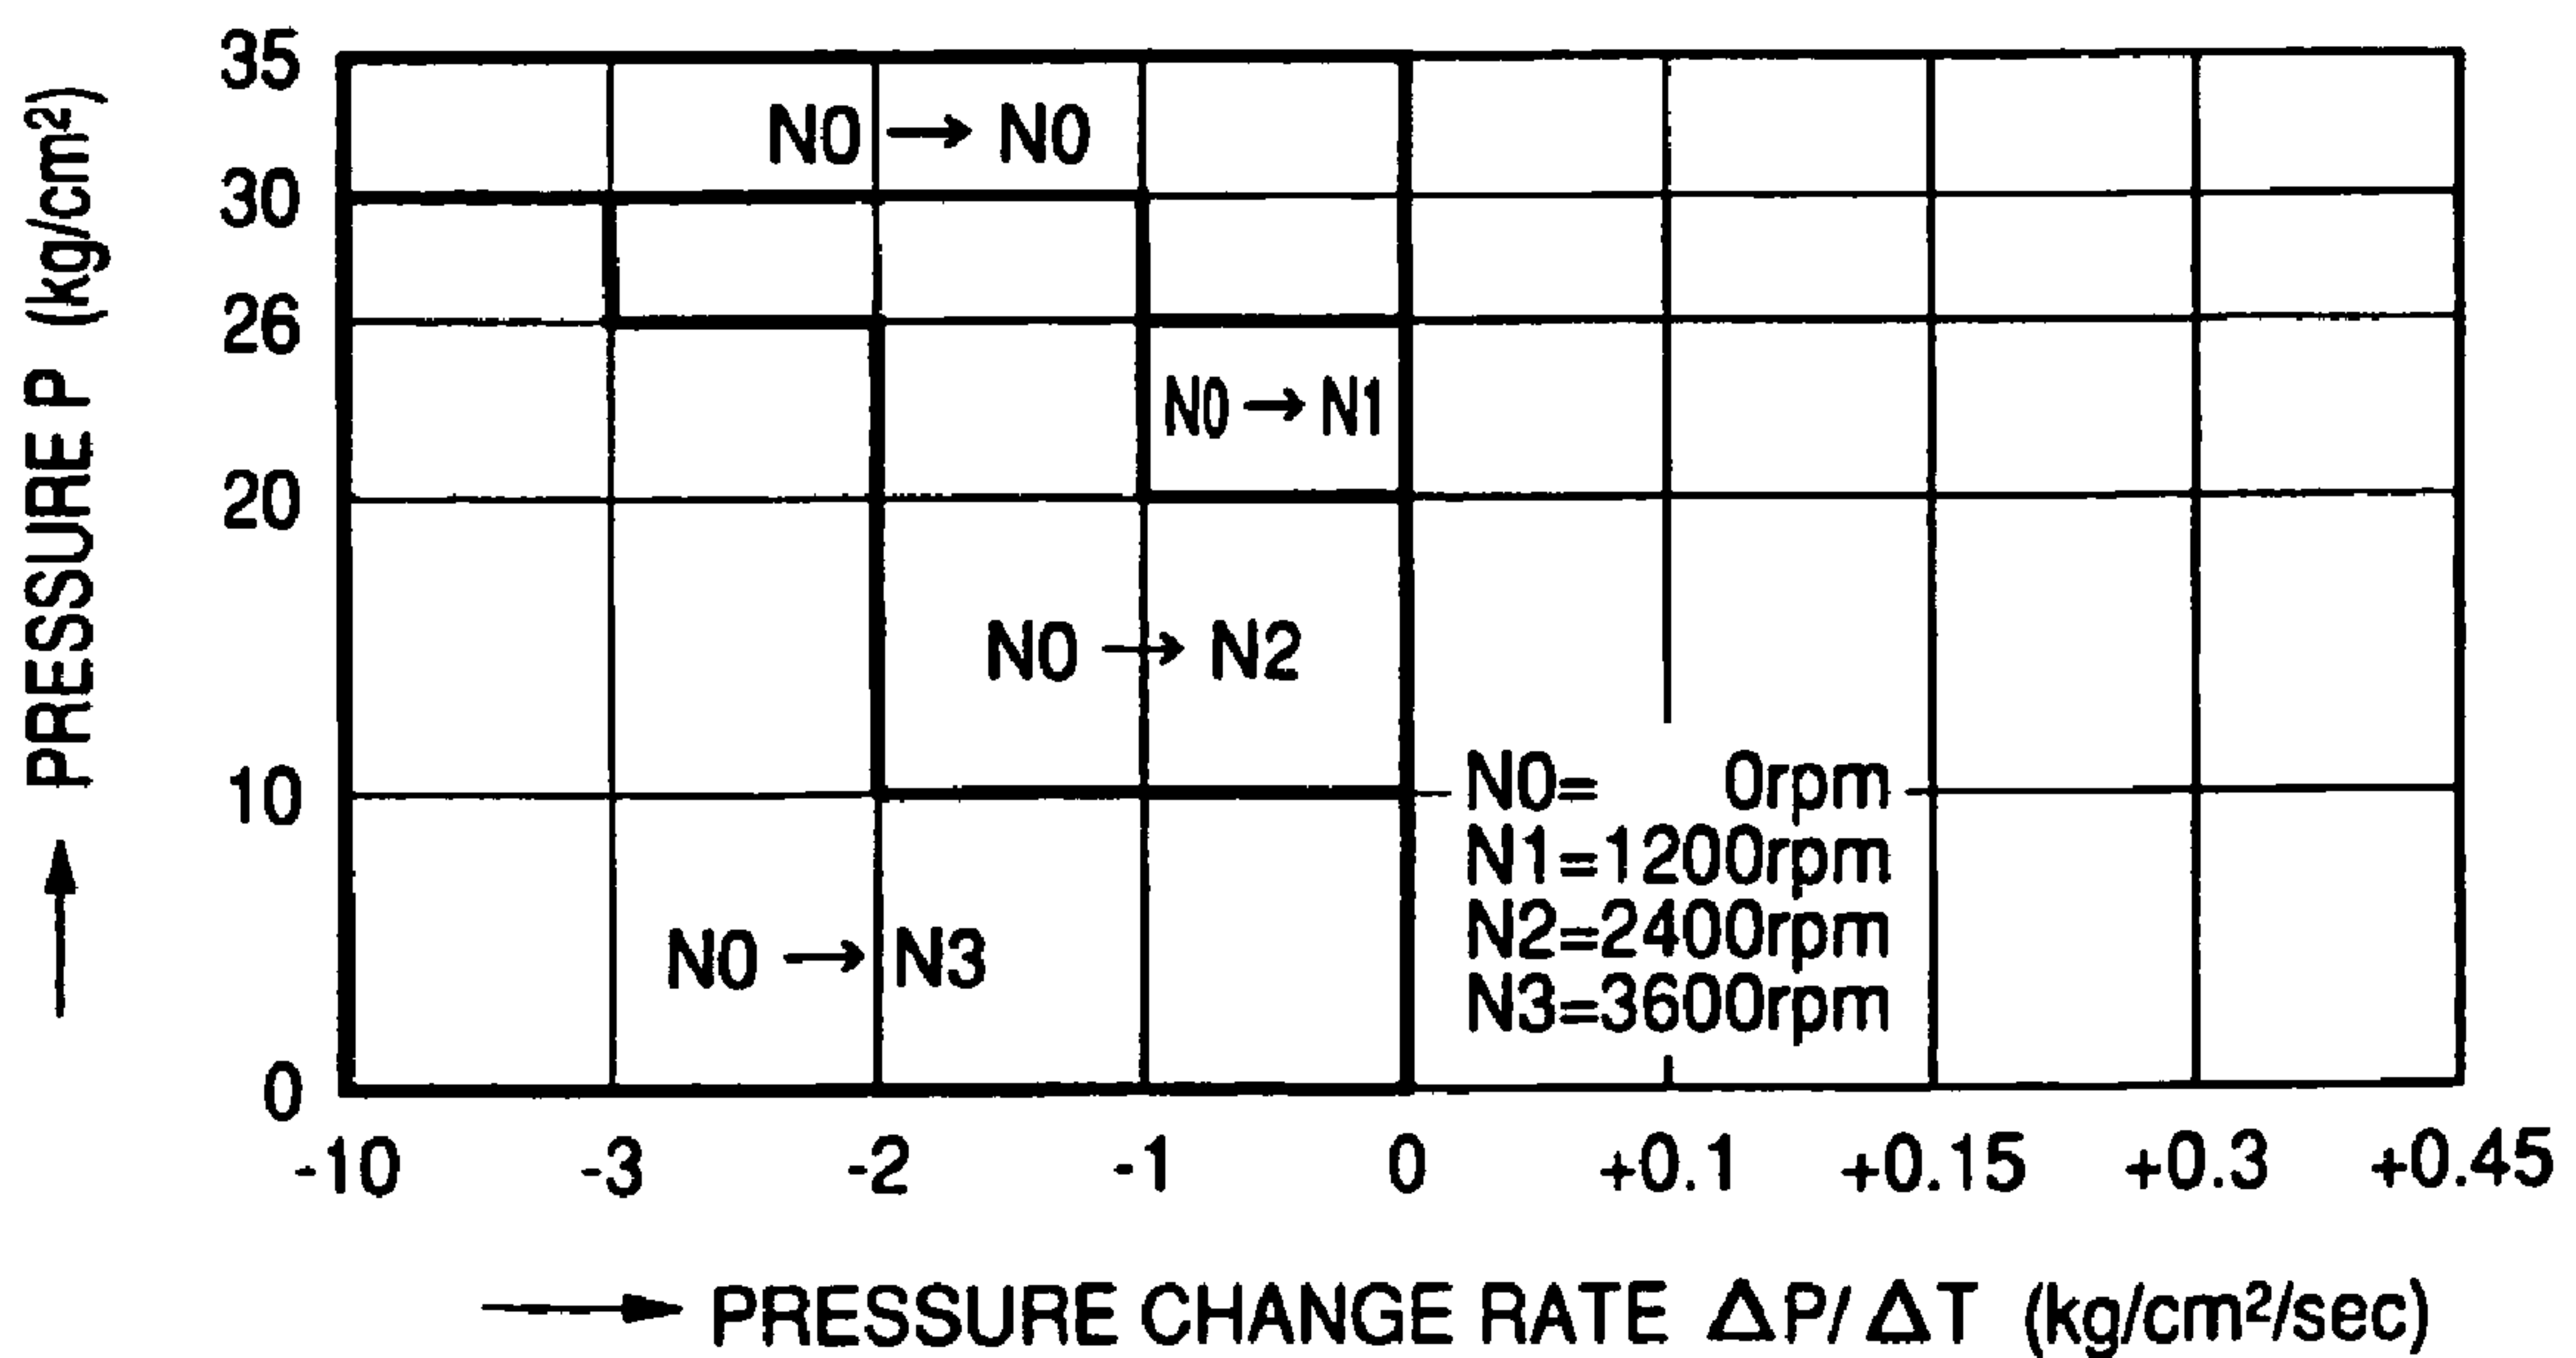 PRESSURE P (kg/cm²)
35
30
26
20
10
0
N0 → N0
N0 → N1
N0 → N2
N0 → N3
N0= 0rpm
N1=1200rpm
N2=2400rpm
N3=3600rpm
-10 -3 -2 -1 0 +0.1 +0.15 +0.3 +0.45
PRESSURE CHANGE RATE ΔP/ΔT (kg/cm²/sec)